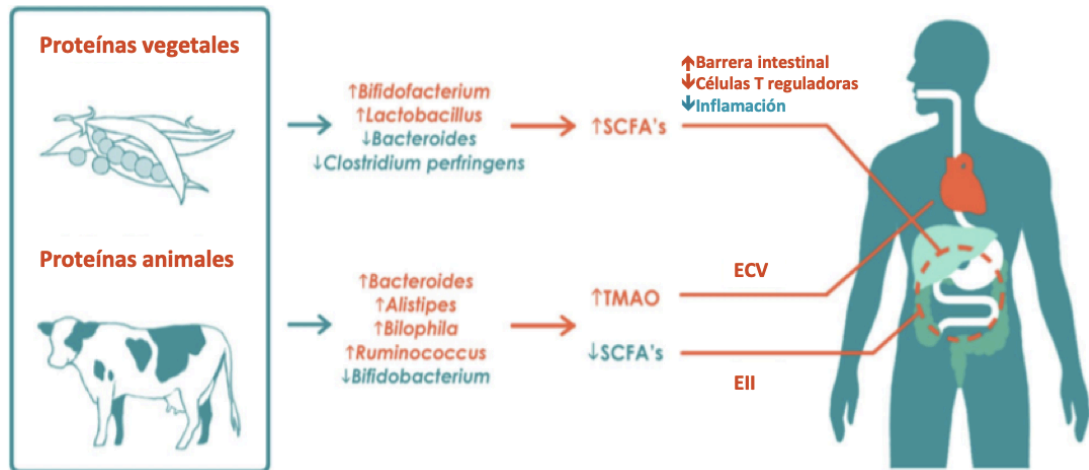 Proteínas vegetales
↑Bifidofacterium
↑Lactobacillus
↓Bacteroides
↓Clostridium perfringens
↑SCFA's
↑Barrera intestinal
↓Células T reguladoras
↓Inflamación
Proteínas animales
↑Bacteroides
↑Alistipes
↑Bilophila
↑Ruminococcus
↓Bifidobacterium
↑TMAO
↓SCFA's
ECV
EII